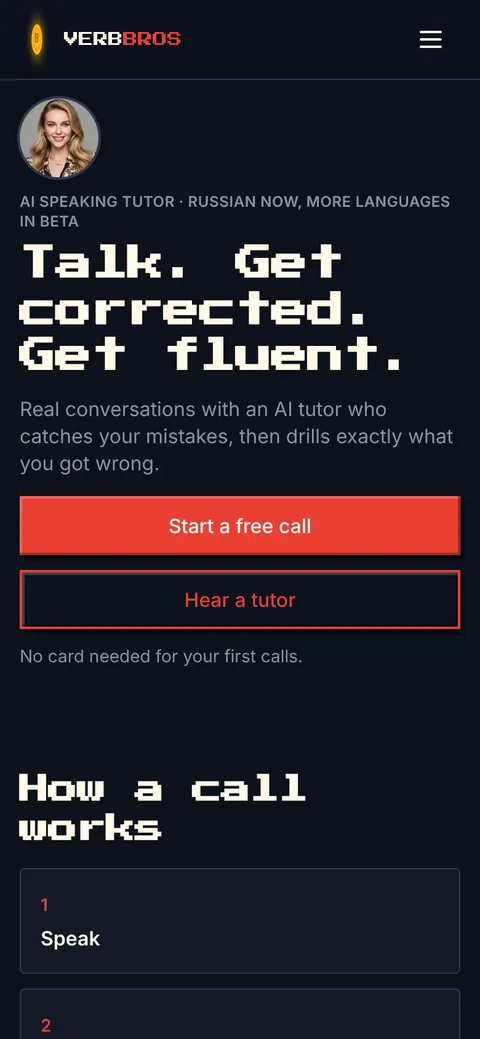 VERBBROS
AI SPEAKING TUTOR · RUSSIAN NOW, MORE LANGUAGES
IN BETA
Talk. Get
corrected.
Get fluent.
Real conversations with an AI tutor who
catches your mistakes, then drills exactly what
you got wrong.
Start a free call
Hear a tutor
No card needed for your first calls.
How a call
works
1
Speak
2